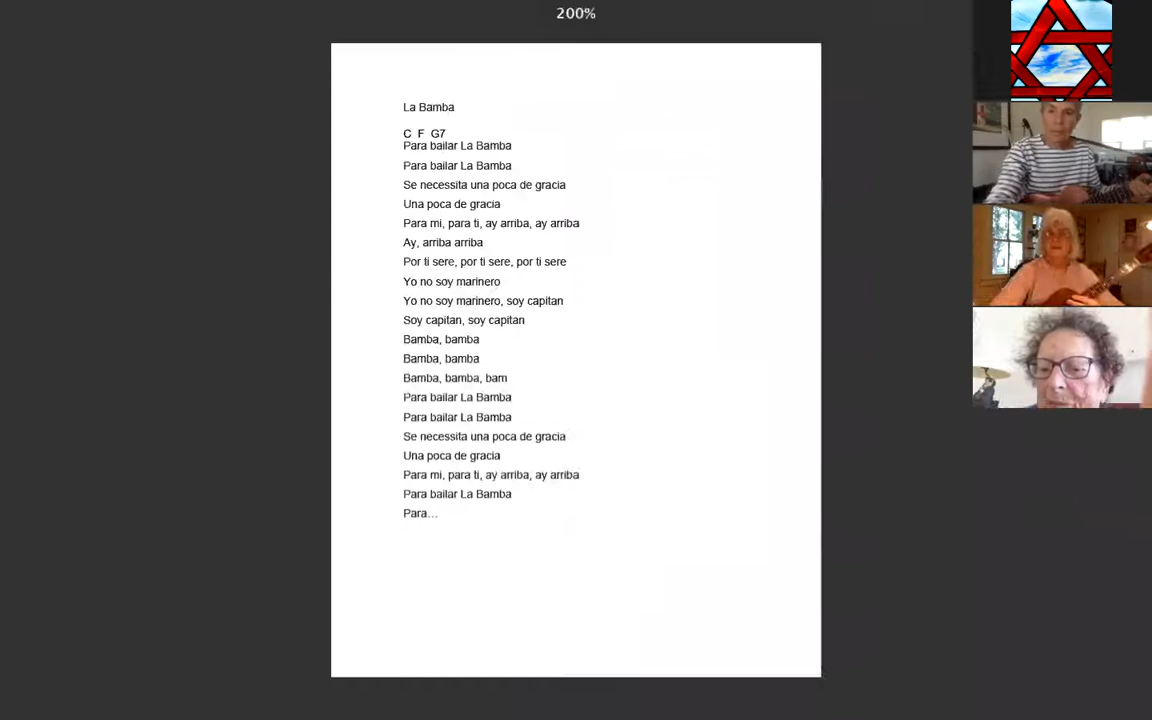 200%
La Bamba
C F G7
Para bailar La Bamba
Para bailar La Bamba
Se necessita una poca de gracia
Una poca de gracia
Para mi, para ti, ay arriba, ay arriba
Ay, arriba arriba
Por ti sere, por ti sere, por ti sere
Yo no soy marinero
Yo no soy marinero, soy capitan
Soy capitan, soy capitan
Bamba, bamba
Bamba, bamba
Bamba, bamba, bam
Para bailar La Bamba
Para bailar La Bamba
Se necessita una poca de gracia
Una poca de gracia
Para mi, para ti, ay arriba, ay arriba
Para bailar La Bamba
Para...